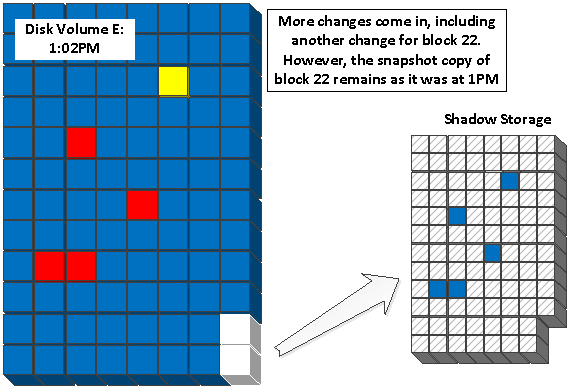 Disk Volume E:
1:02PM
More changes come in, including
another change for block 22.
However, the snapshot copy of
block 22 remains as it was at 1PM
Shadow Storage